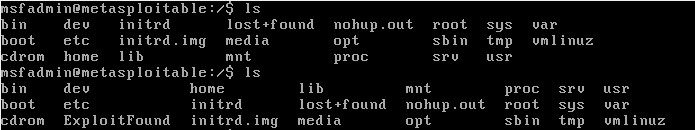 msfadmin@metasploitable:/$ ls
bin dev initrd lost+found nohup.out root sys var
boot etc initrd.img media opt sbin tmp vmlinuz
cdrom home lib mnt proc srv usr
msfadmin@metasploitable:/$ ls
bin dev home lib mnt proc srv usr
boot etc initrd lost+found nohup.out root sys var
cdrom ExploitFound initrd.img media opt sbin tmp vmlinuz